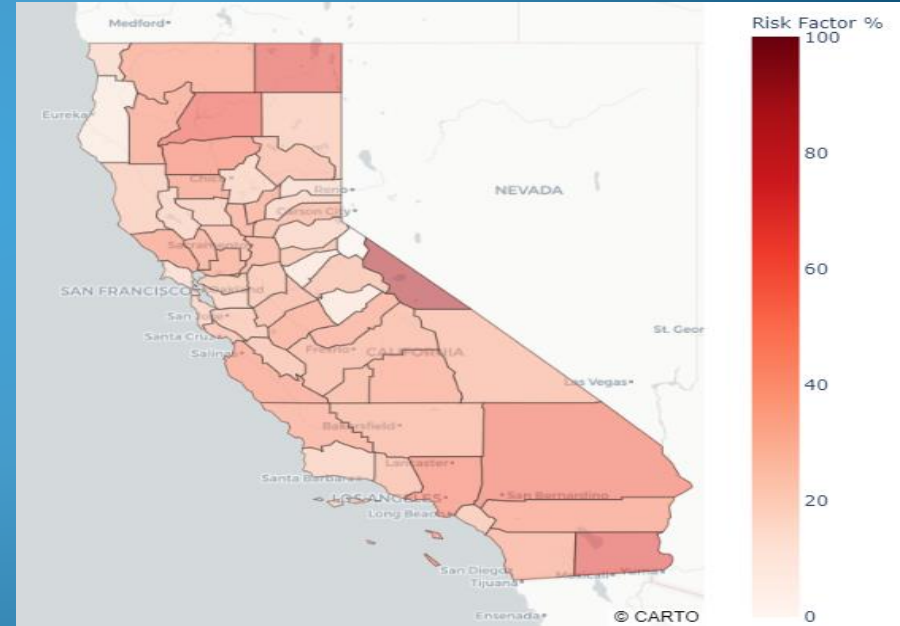 Medford
Risk Factor %
100
Eureka
80
Chico
Reno
NEVADA
Carson City
Sacramento
60
SAN FRANCISCO
Oakland
San Jose
Santa Cruz
Salinas
St. Geor
Fresno
CALIFORNIA
Las Vegas
40
Bakersfield
Lancaster
Santa Barbara
San Bernardino
20
LOS ANGELES
Long Beac
San Diego
Mexicali
Yuma
Tijuana
Ensenada
© CARTO
0